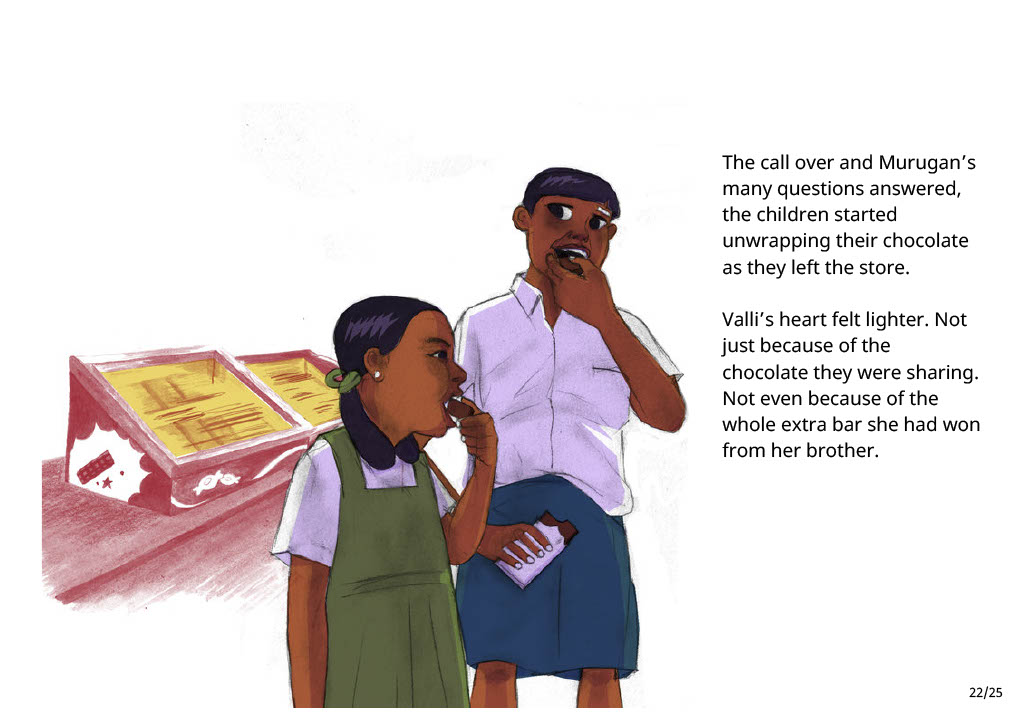 The call over and Murugan’s
many questions answered,
the children started
unwrapping their chocolate
as they left the store.
Valli’s heart felt lighter. Not
just because of the
chocolate they were sharing.
Not even because of the
whole extra bar she had won
from her brother.
22/25